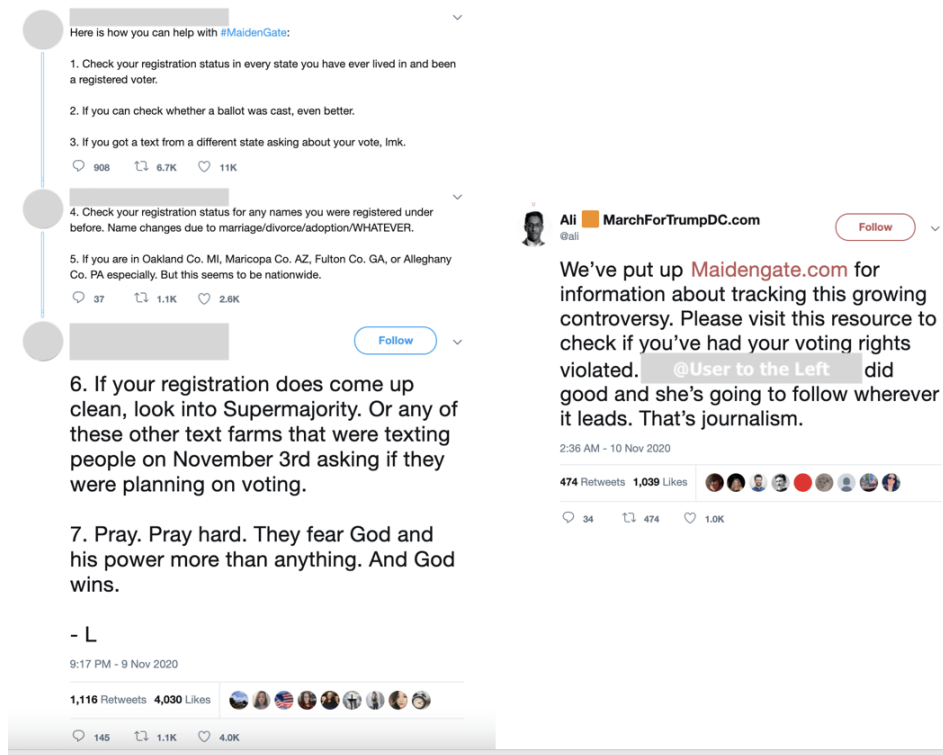 Here is how you can help with #MaidenGate:
1. Check your registration status in every state you have ever lived in and been
a registered voter.
2. If you can check whether a ballot was cast, even better.
3. If you got a text from a different state asking about your vote, lmk.
908 6.7K 11K
4. Check your registration status for any names you were registered under
before. Name changes due to marriage/divorce/adoption/WHATEVER.
5. If you are in Oakland Co. MI, Maricopa Co. AZ, Fulton Co. GA, or Alleghany
Co. PA especially. But this seems to be nationwide.
37 1.1K 2.6K
Follow
6. If your registration does come up
clean, look into Supermajority. Or any of
these other text farms that were texting
people on November 3rd asking if they
were planning on voting.
7. Pray. Pray hard. They fear God and
his power more than anything. And God
wins.
- L
9:17 PM - 9 Nov 2020
1,116 Retweets 4,030 Likes
145 1.1K 4.0K
Ali MarchForTrumpDC.com
@ali
Follow
We've put up Maidengate.com for
information about tracking this growing
controversy. Please visit this resource to
check if you've had your voting rights
violated. @User to the Left did
good and she's going to follow wherever
it leads. That's journalism.
2:36 AM - 10 Nov 2020
474 Retweets 1,039 Likes
34 474 1.0K